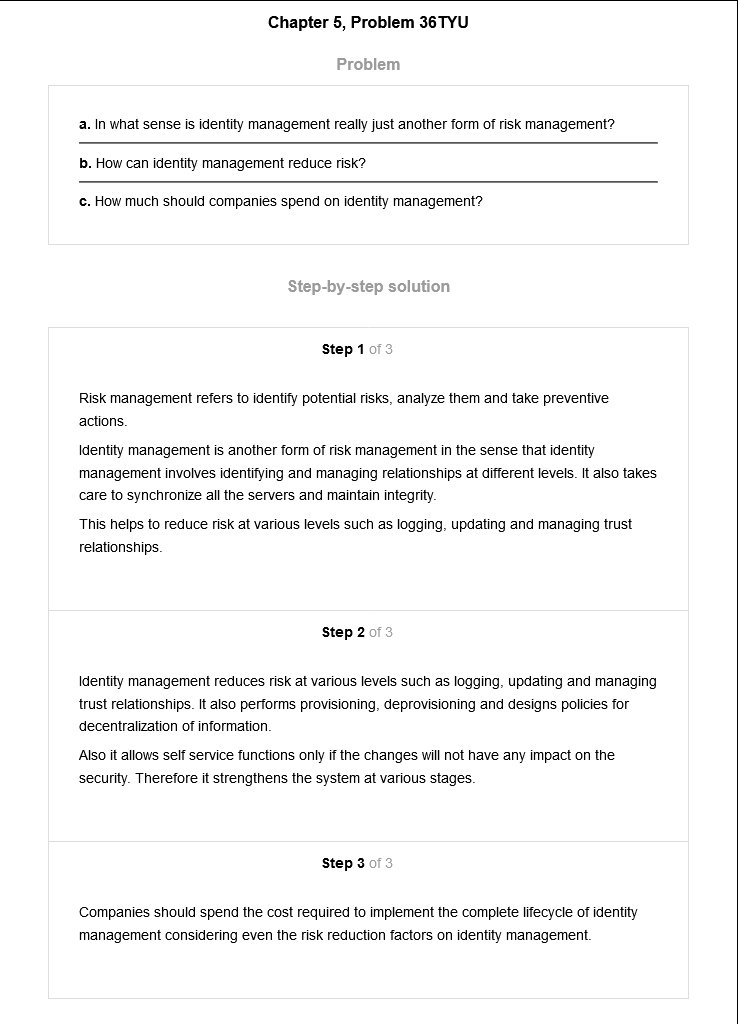 Chapter 5, Problem 36TYU
Problem
a. In what sense is identity management really just another form of risk management?
b. How can identity management reduce risk?
c. How much should companies spend on identity management?
Step-by-step solution
Step 1 of 3
Risk management refers to identify potential risks, analyze them and take preventive
actions.
Identity management is another form of risk management in the sense that identity
management involves identifying and managing relationships at different levels. It also takes
care to synchronize all the servers and maintain integrity.
This helps to reduce risk at various levels such as logging, updating and managing trust
relationships.
Step 2 of 3
Identity management reduces risk at various levels such as logging, updating and managing
trust relationships. It also performs provisioning, deprovisioning and designs policies for
decentralization of information.
Also it allows self service functions only if the changes will not have any impact on the
security. Therefore it strengthens the system at various stages.
Step 3 of 3
Companies should spend the cost required to implement the complete lifecycle of identity
management considering even the risk reduction factors on identity management.